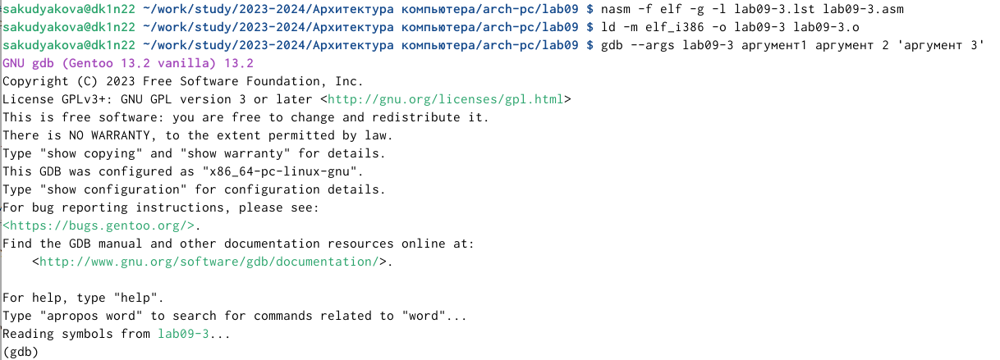 sakudyakova@dk1n22 ~/work/study/2023-2024/Архитектура компьютера/arch-pc/lab09 $ nasm -f elf -g -l lab09-3.lst lab09-3.asm
sakudyakova@dk1n22 ~/work/study/2023-2024/Архитектура компьютера/arch-pc/lab09 $ ld -m elf_i386 -o lab09-3 lab09-3.o
sakudyakova@dk1n22 ~/work/study/2023-2024/Архитектура компьютера/arch-pc/lab09 $ gdb --args lab09-3 аргумент1 аргумент 2 'аргумент 3'
GNU gdb (Gentoo 13.2 vanilla) 13.2
Copyright (C) 2023 Free Software Foundation, Inc.
License GPLv3+: GNU GPL version 3 or later <http://gnu.org/licenses/gpl.html>
This is free software: you are free to change and redistribute it.
There is NO WARRANTY, to the extent permitted by law.
Type "show copying" and "show warranty" for details.
This GDB was configured as "x86_64-pc-linux-gnu".
Type "show configuration" for configuration details.
For bug reporting instructions, please see:
<https://bugs.gentoo.org/>.
Find the GDB manual and other documentation resources online at:
    <http://www.gnu.org/software/gdb/documentation/>.

For help, type "help".
Type "apropos word" to search for commands related to "word"...
Reading symbols from lab09-3...
(gdb)